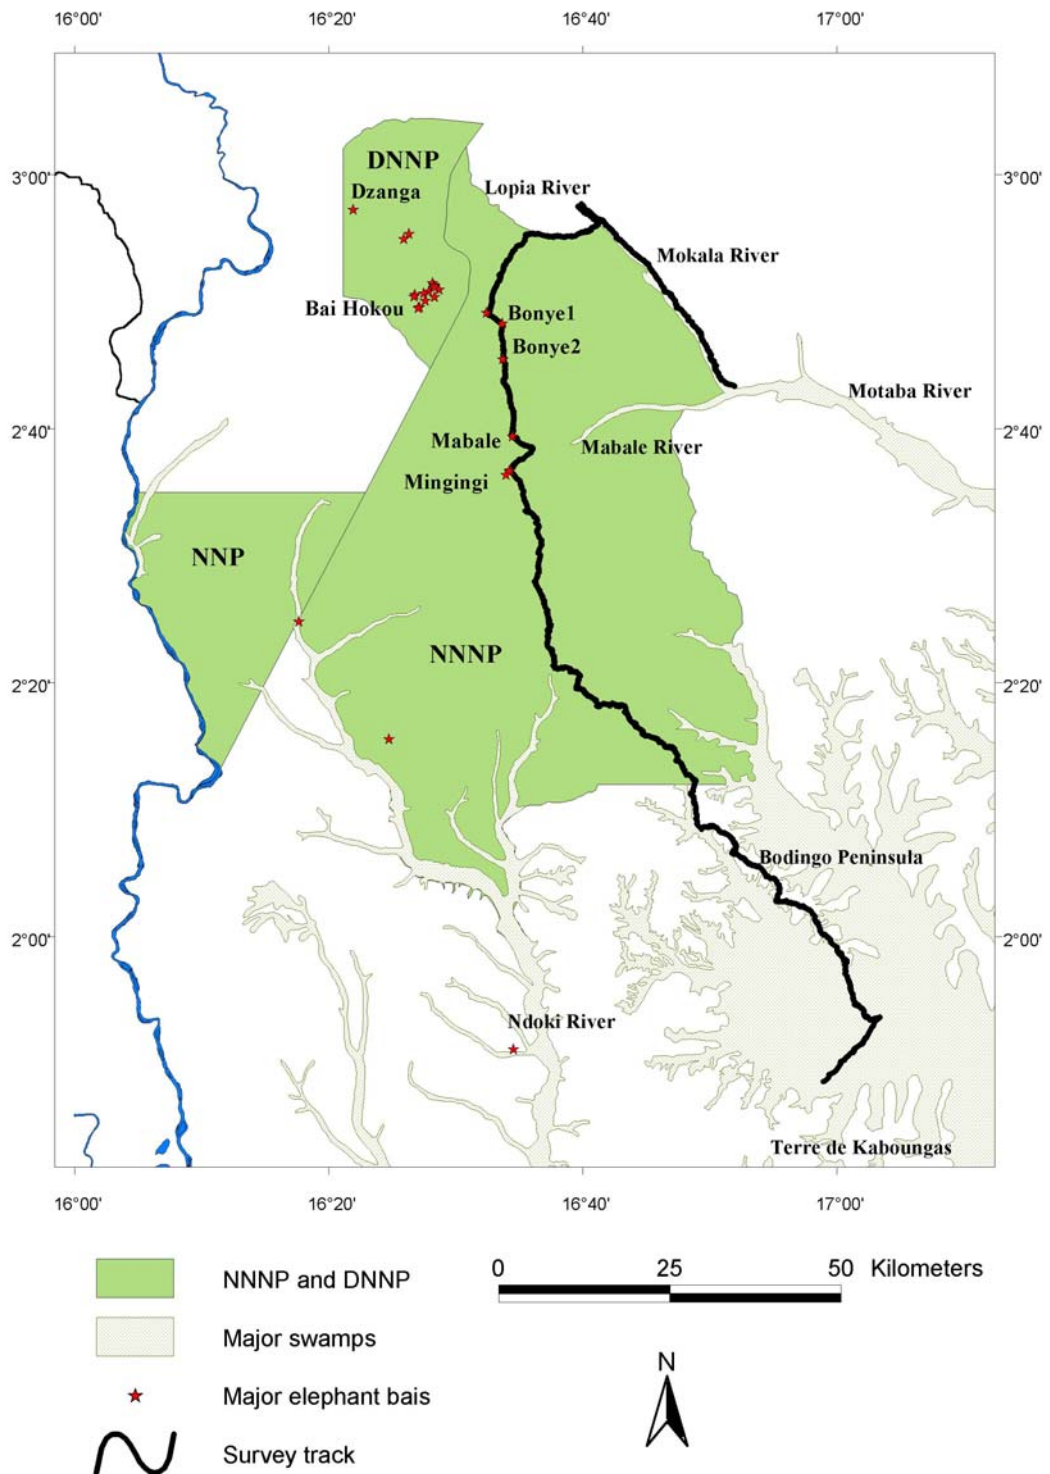 16°00' 16°20' 16°40' 17°00'
DNNP
3°00' 3°00'
Dzanga
Lopia River
Mokala River
Bai Hokou
Bonye1
Bonye2
Motaba River
2°40' 2°40'
Mabale
Mabale River
Mingingi
NNP
NNNP
2°20' 2°20'
Bodingo Peninsula
2°00' 2°00'
Ndoki River
Terre de Kaboungas
16°00' 16°20' 16°40' 17°00'
NNNP and DNNP
0 25 50 Kilometers
Major swamps
N
Major elephant bais
Survey track